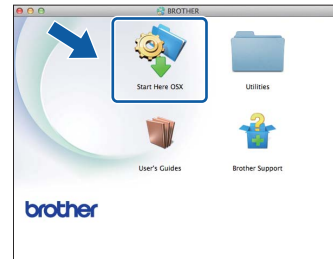 BROTHER
Start Here OSX
Utilities
User's Guides
Brother Support
brother